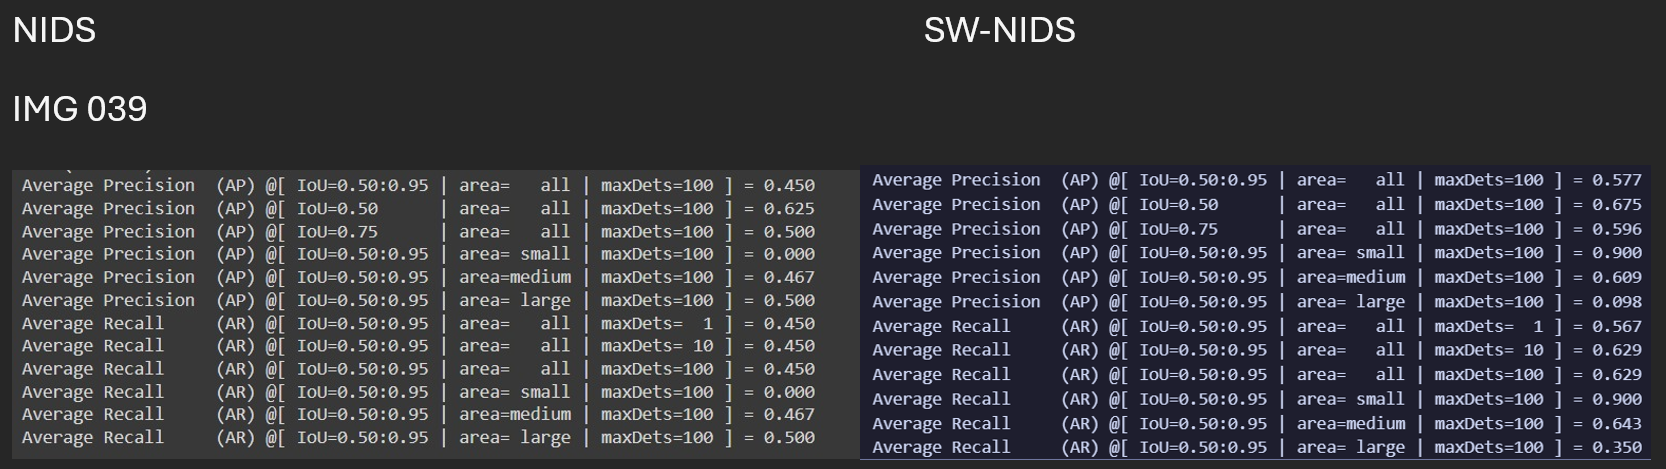 NIDS
SW-NIDS
IMG 039
Average Precision  (AP) @[ IoU=0.50:0.95 | area=   all | maxDets=100 ] = 0.450
Average Precision  (AP) @[ IoU=0.50      | area=   all | maxDets=100 ] = 0.625
Average Precision  (AP) @[ IoU=0.75      | area=   all | maxDets=100 ] = 0.500
Average Precision  (AP) @[ IoU=0.50:0.95 | area= small | maxDets=100 ] = 0.000
Average Precision  (AP) @[ IoU=0.50:0.95 | area=medium | maxDets=100 ] = 0.467
Average Precision  (AP) @[ IoU=0.50:0.95 | area= large | maxDets=100 ] = 0.500
Average Recall     (AR) @[ IoU=0.50:0.95 | area=   all | maxDets=  1 ] = 0.450
Average Recall     (AR) @[ IoU=0.50:0.95 | area=   all | maxDets= 10 ] = 0.450
Average Recall     (AR) @[ IoU=0.50:0.95 | area=   all | maxDets=100 ] = 0.450
Average Recall     (AR) @[ IoU=0.50:0.95 | area= small | maxDets=100 ] = 0.000
Average Recall     (AR) @[ IoU=0.50:0.95 | area=medium | maxDets=100 ] = 0.467
Average Recall     (AR) @[ IoU=0.50:0.95 | area= large | maxDets=100 ] = 0.500
Average Precision  (AP) @[ IoU=0.50:0.95 | area=   all | maxDets=100 ] = 0.577
Average Precision  (AP) @[ IoU=0.50      | area=   all | maxDets=100 ] = 0.675
Average Precision  (AP) @[ IoU=0.75      | area=   all | maxDets=100 ] = 0.596
Average Precision  (AP) @[ IoU=0.50:0.95 | area= small | maxDets=100 ] = 0.900
Average Precision  (AP) @[ IoU=0.50:0.95 | area=medium | maxDets=100 ] = 0.609
Average Precision  (AP) @[ IoU=0.50:0.95 | area= large | maxDets=100 ] = 0.098
Average Recall     (AR) @[ IoU=0.50:0.95 | area=   all | maxDets=  1 ] = 0.567
Average Recall     (AR) @[ IoU=0.50:0.95 | area=   all | maxDets= 10 ] = 0.629
Average Recall     (AR) @[ IoU=0.50:0.95 | area=   all | maxDets=100 ] = 0.629
Average Recall     (AR) @[ IoU=0.50:0.95 | area= small | maxDets=100 ] = 0.900
Average Recall     (AR) @[ IoU=0.50:0.95 | area=medium | maxDets=100 ] = 0.643
Average Recall     (AR) @[ IoU=0.50:0.95 | area= large | maxDets=100 ] = 0.350